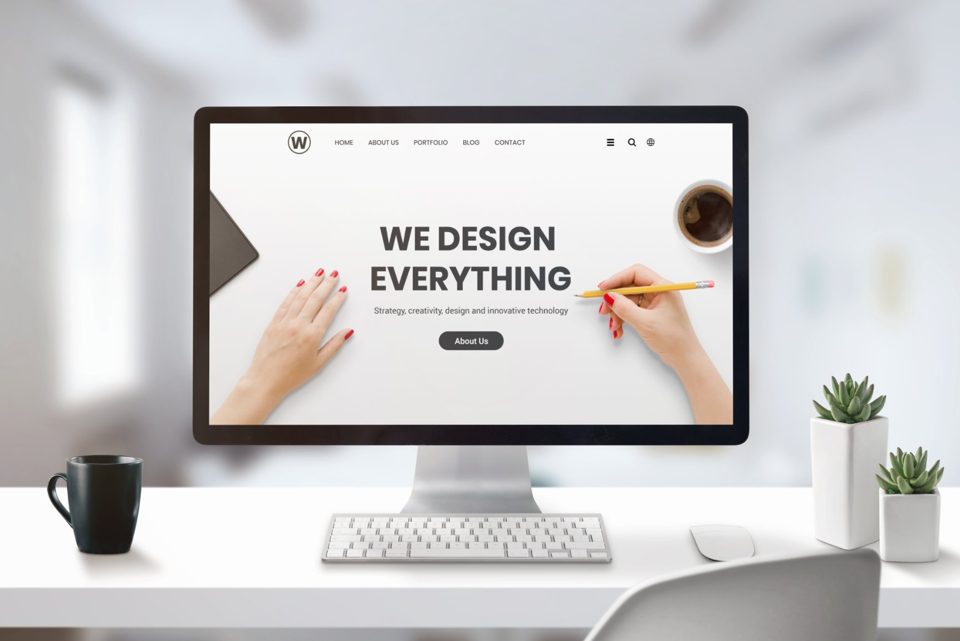 W
HOME
ABOUT US
PORTFOLIO
BLOG
CONTACT
WE DESIGN
EVERYTHING
Strategy, creativity, design and innovative technology
About Us